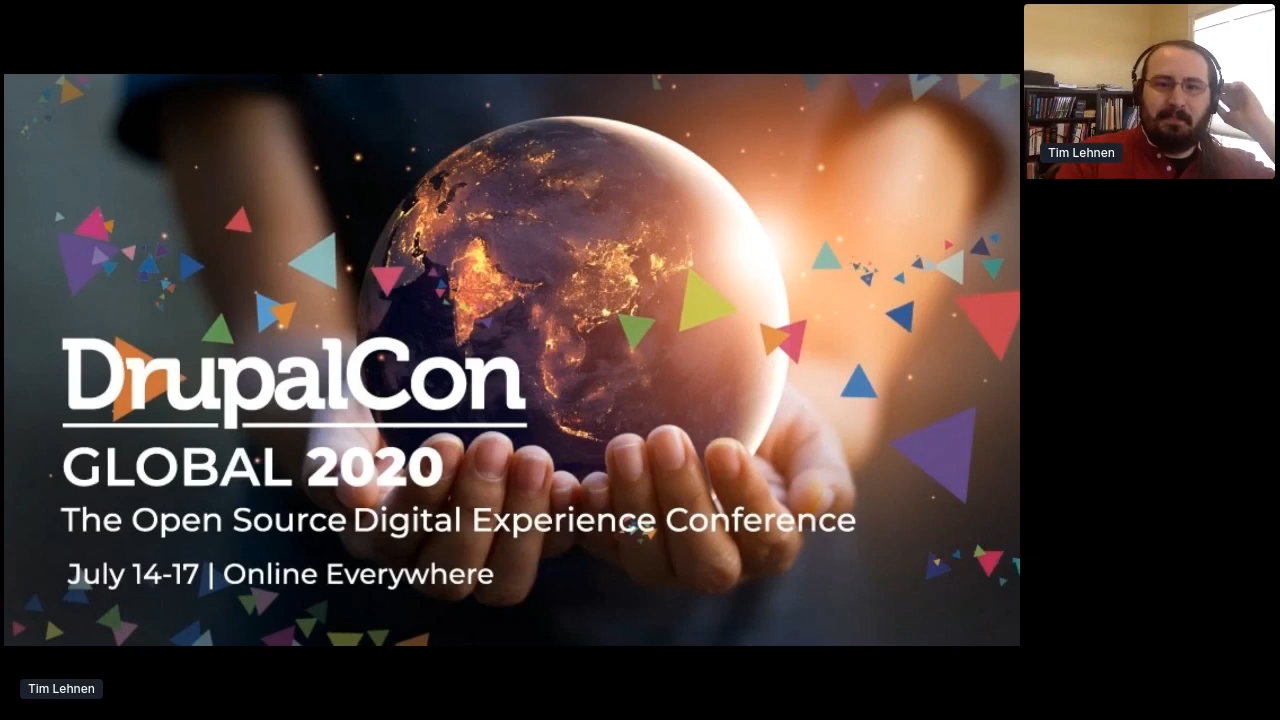 Tim Lehnen
DrupalCon
GLOBAL 2020
The Open Source Digital Experience Conference
July 14-17 | Online Everywhere
Tim Lehnen